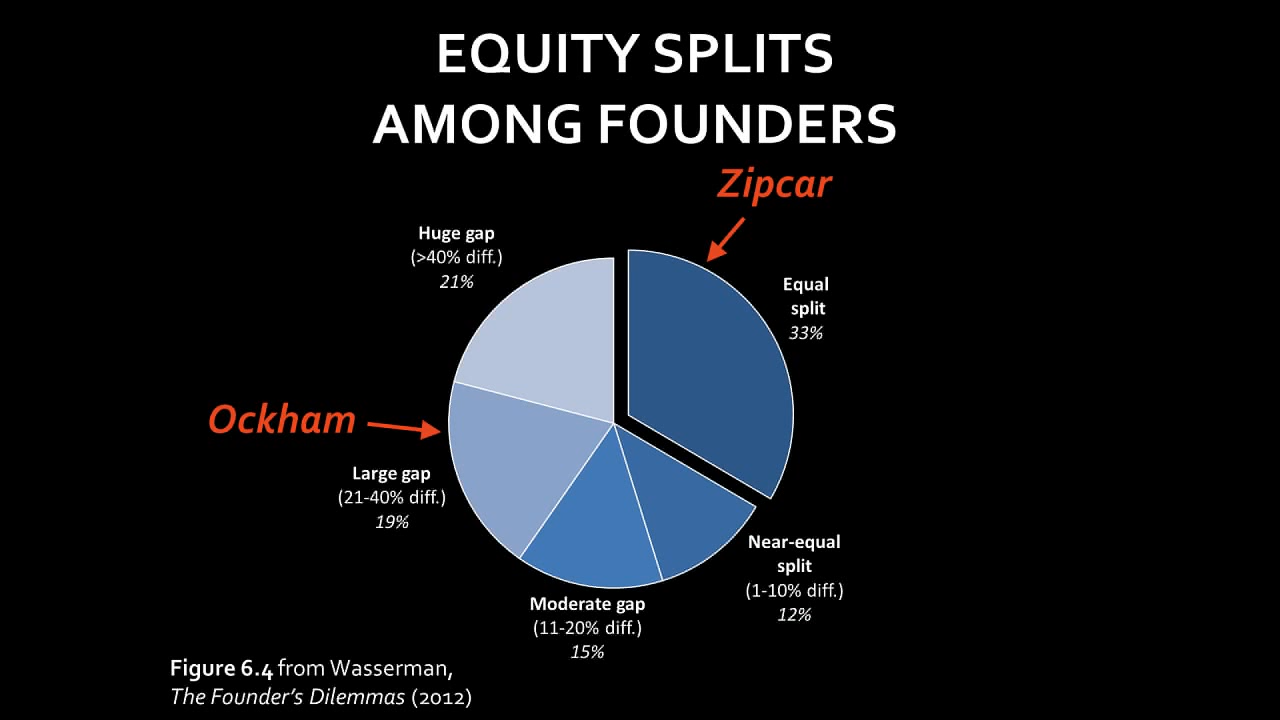 EQUITY SPLITS
AMONG FOUNDERS
Zipcar
Huge gap
(>40% diff.)
21%
Equal
split
33%
Ockham
Large gap
(21-40% diff.)
19%
Near-equal
split
(1-10% diff.)
12%
Moderate gap
(11-20% diff.)
15%
Figure 6.4 from Wasserman,
The Founder's Dilemmas (2012)